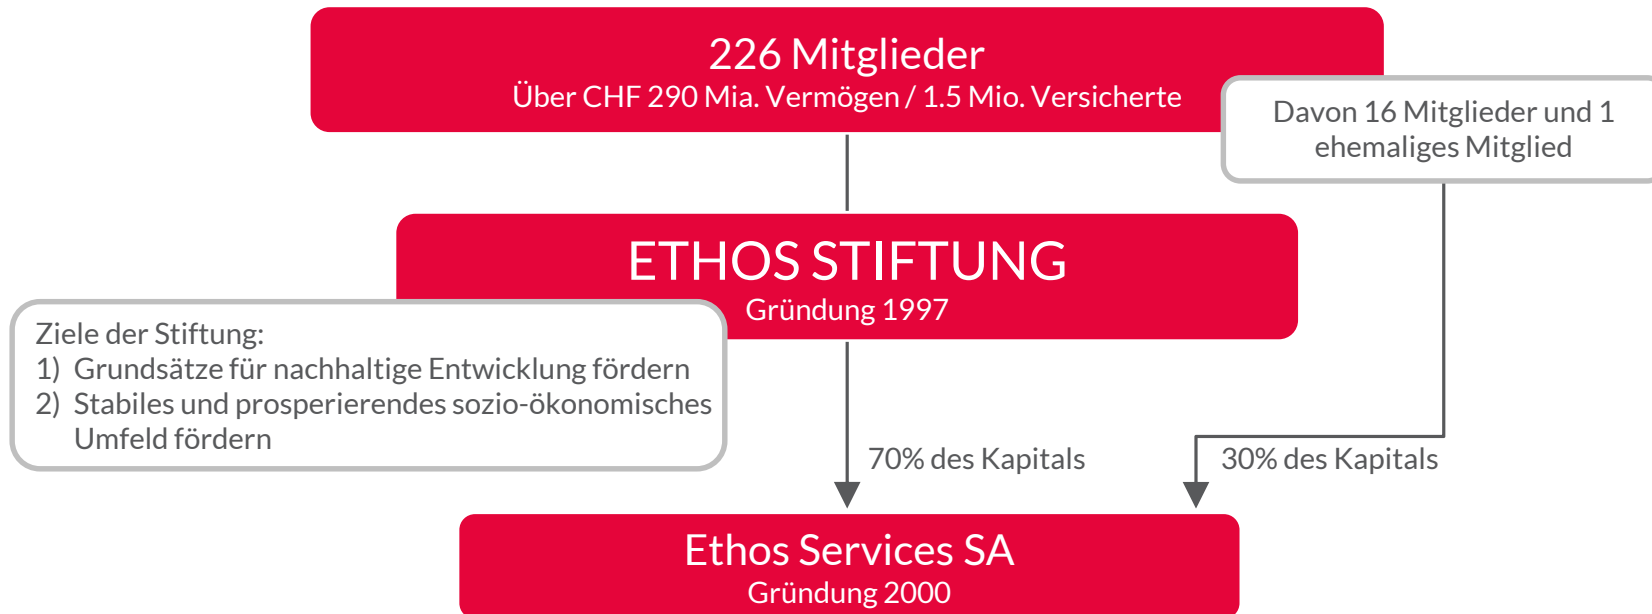 226 Mitglieder
Über CHF 290 Mia. Vermögen / 1.5 Mio. Versicherte
Davon 16 Mitglieder und 1
ehemaliges Mitglied
ETHOS STIFTUNG
Gründung 1997
Ziele der Stiftung:
1) Grundsätze für nachhaltige Entwicklung fördern
2) Stabiles und prosperierendes sozio-ökonomisches
Umfeld fördern
70% des Kapitals
30% des Kapitals
Ethos Services SA
Gründung 2000